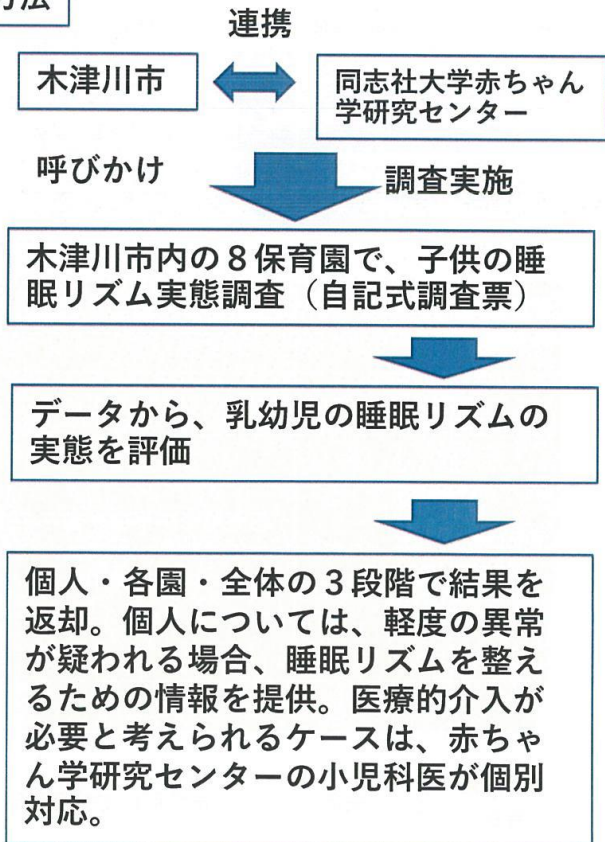 方法
連携
木津川市
同志社大学赤ちゃん
学研究センター
呼びかけ
調査実施
木津川市内の８保育園で、子供の睡
眠リズム実態調査（自記式調査票）
データから、乳幼児の睡眠リズムの
実態を評価
個人・各園・全体の３段階で結果を
返却。個人については、軽度の異常
が疑われる場合、睡眠リズムを整え
るための情報を提供。医療的介入が
必要と考えられるケースは、赤ちゃ
ん学研究センターの小児科医が個別
対応。